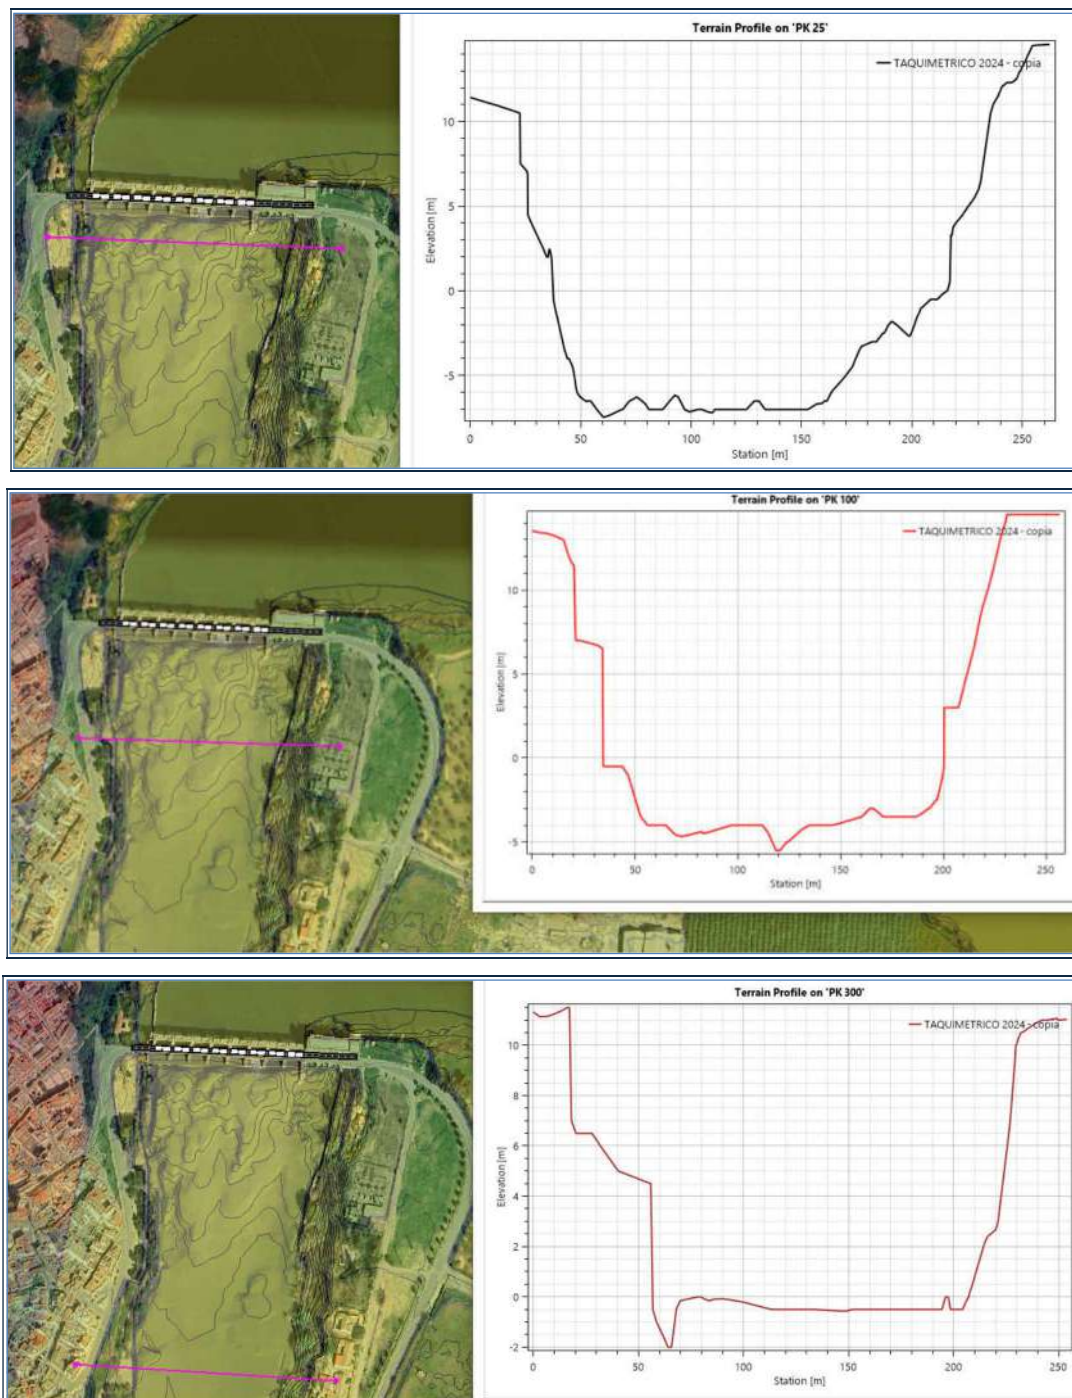 Terrain Profile on 'PK 25'
TAQUIMETRICO 2024 - copia
10
5
0
-5
Elevation [m]
0 50 100 150 200 250
Station [m]
Terrain Profile on 'PK 100'
TAQUIMETRICO 2024 - copia
10
5
0
-5
Elevation [m]
0 50 100 150 200 250
Station [m]
Terrain Profile on 'PK 300'
TAQUIMETRICO 2024 - copia
10
8
6
4
2
0
-2
Elevation [m]
0 50 100 150 200 250
Station [m]